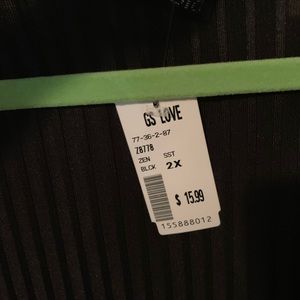 GS LOVE
77-36-2-87
Z8778
ZEN SST
BLCK 2X
$ 15.99
155888012